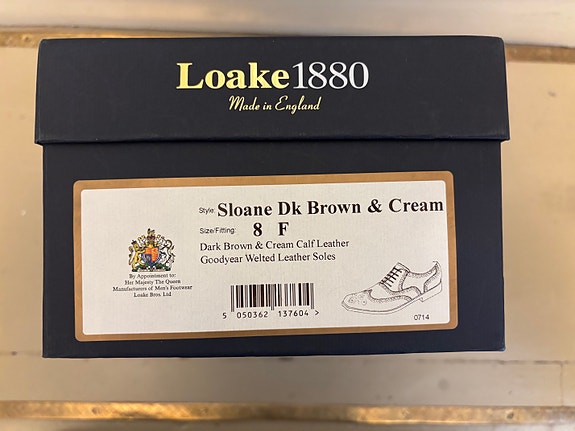 Loake1880
Made in England
Style: Sloane Dk Brown & Cream
Size/Fitting: 8 F
Dark Brown & Cream Calf Leather
Goodyear Welted Leather Soles
By Appointment to:
Her Majesty The Queen
Manufacturers of Men's Footwear
Loake Bros. Ltd
5 050362 137604 >
0714